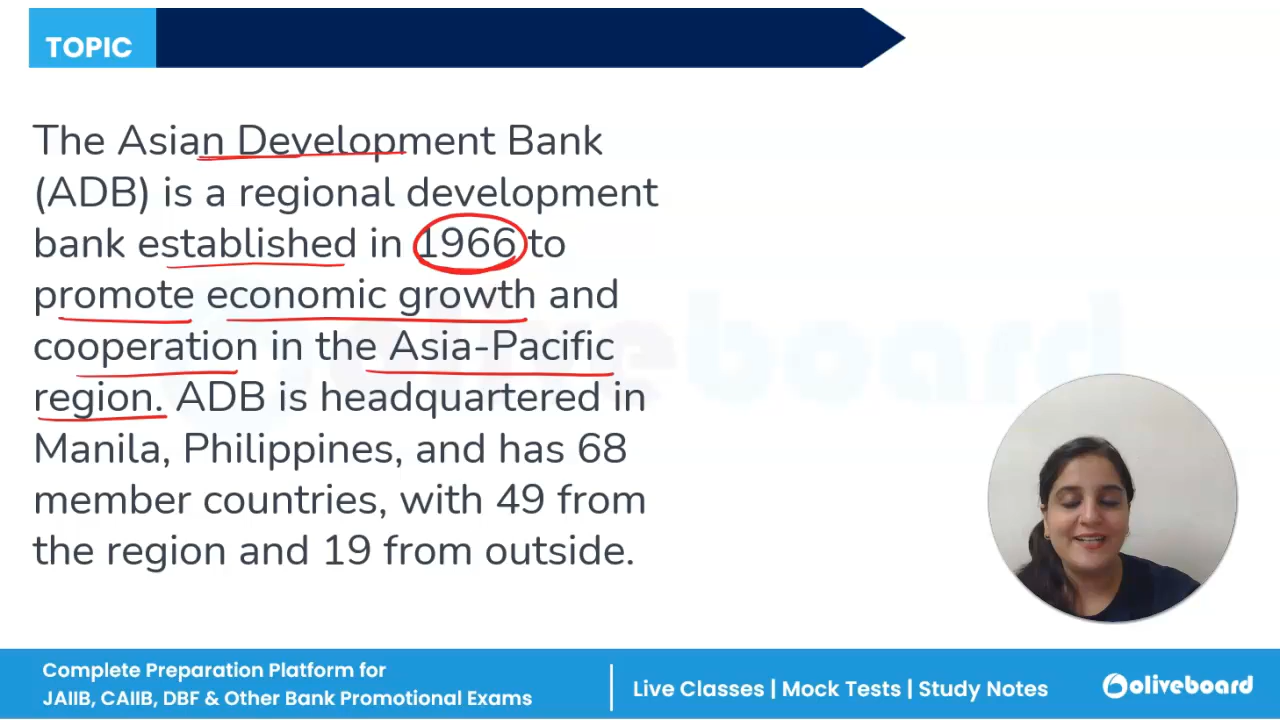 TOPIC
The Asian Development Bank
(ADB) is a regional development
bank established in 1966 to
promote economic growth and
cooperation in the Asia-Pacific
region. ADB is headquartered in
Manila, Philippines, and has 68
member countries, with 49 from
the region and 19 from outside.
oliveboard
Complete Preparation Platform for
JAIIB, CAIIB, DBF & Other Bank Promotional Exams
Live Classes | Mock Tests | Study Notes
oliveboard